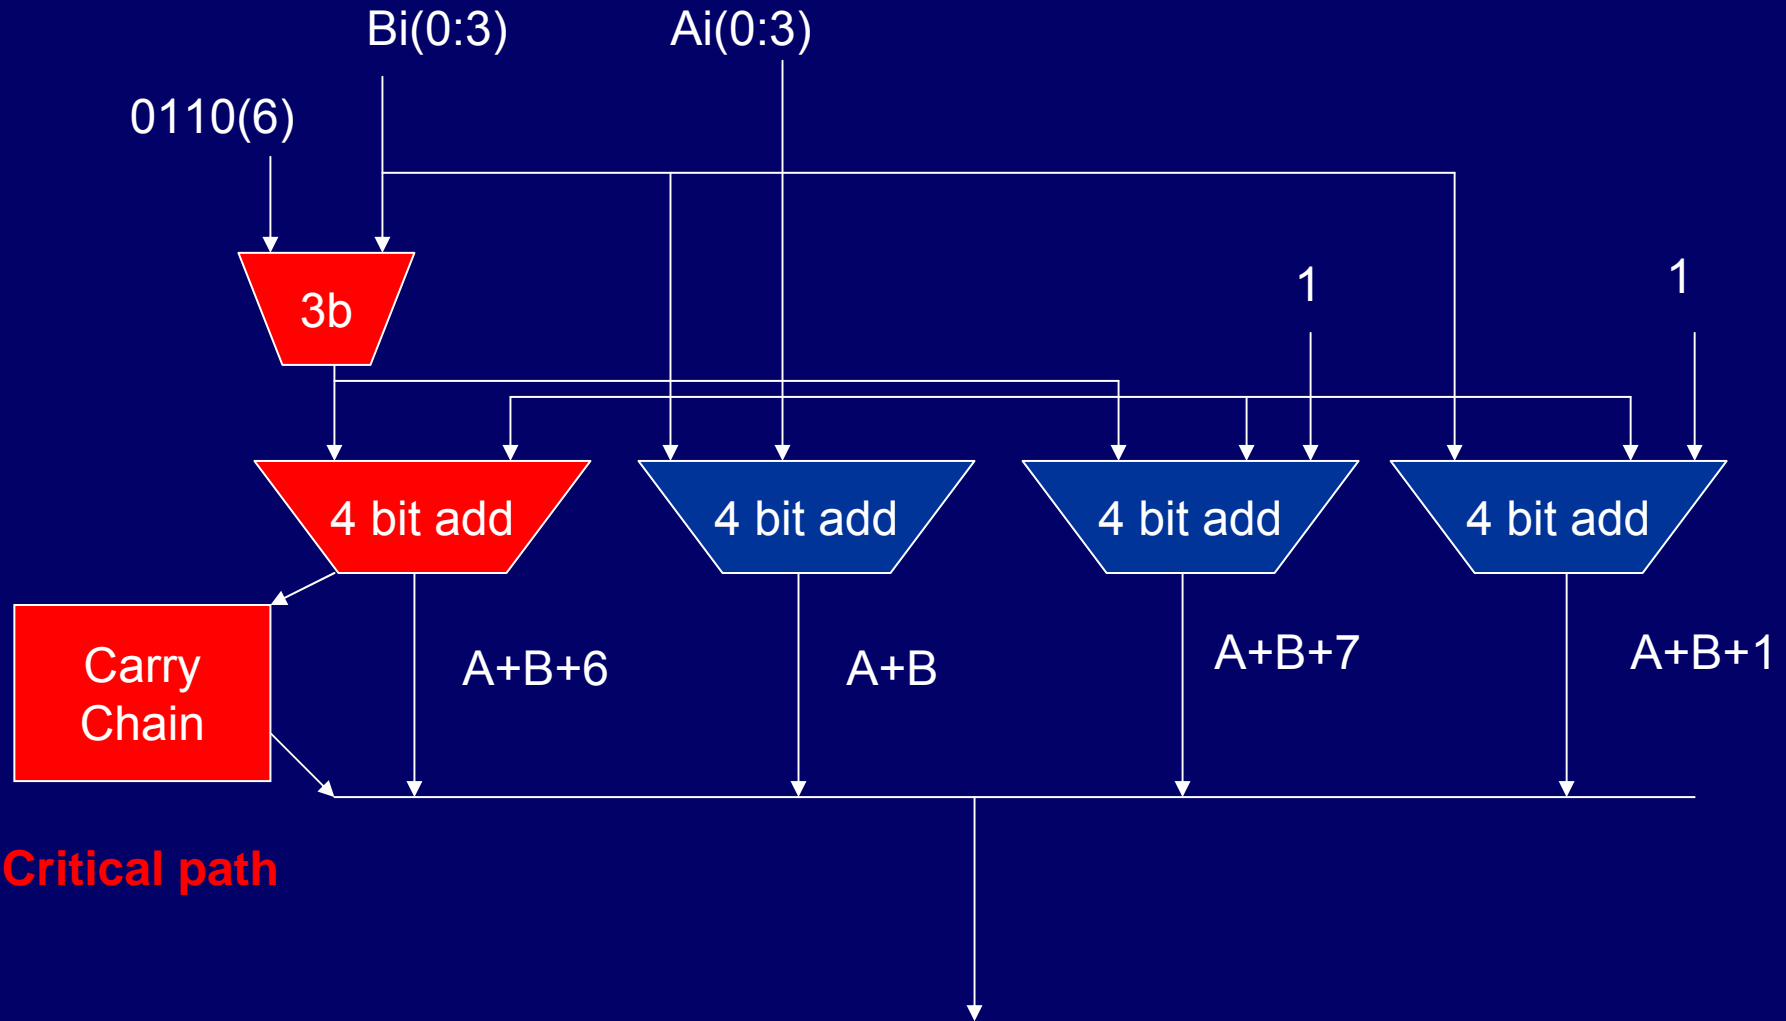 Bi(0:3)
Ai(0:3)
0110(6)
3b
1
1
4 bit add
4 bit add
4 bit add
4 bit add
Carry
Chain
A+B+6
A+B
A+B+7
A+B+1
Critical path